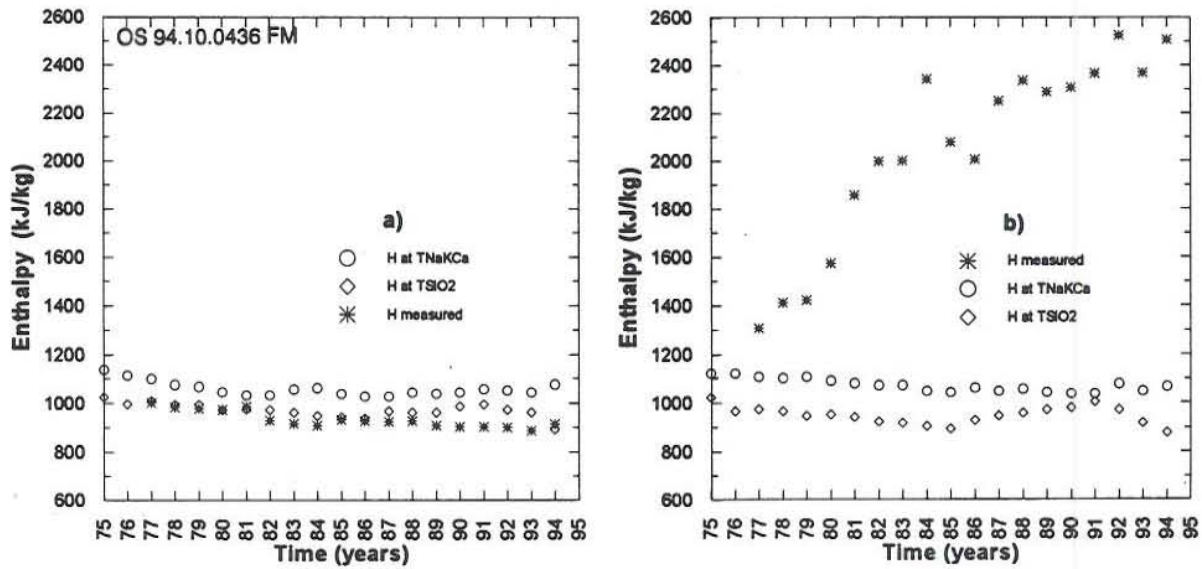 OS 94.10.0436 FM
Enthalpy (kJ/kg)
2600
2400
2200
2000
1800
1600
1400
1200
1000
800
600
a)
H at TNaKCa
H at TSIO2
H measured
75 76 77 78 79 80 81 82 83 84 85 86 87 88 89 90 91 92 93 94 95
Time (years)
Enthalpy (kJ/kg)
2600
2400
2200
2000
1800
1600
1400
1200
1000
800
600
b)
H measured
H at TNaKCa
H at TSIO2
75 76 77 78 79 80 81 82 83 84 85 86 87 88 89 90 91 92 93 94 95
Time (years)